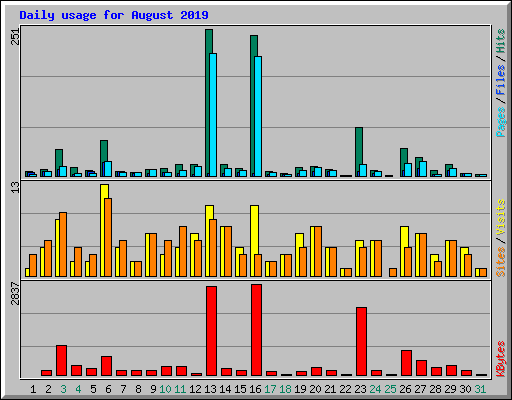 Daily usage for August 2019
251
Pages / Files / Hits
13
Sites / Visits
2837
KBytes
1 2 3 4 5 6 7 8 9 10 11 12 13 14 15 16 17 18 19 20 21 22 23 24 25 26 27 28 29 30 31